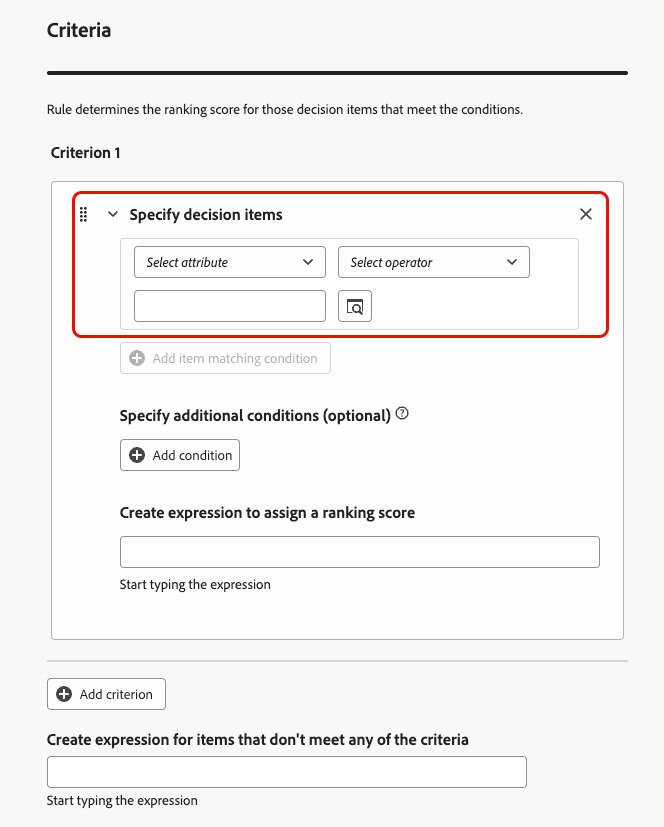 Criteria
Rule determines the ranking score for those decision items that meet the conditions.
Criterion 1
Specify decision items
Select attribute
Select operator
Add item matching condition
Specify additional conditions (optional) ?
Add condition
Create expression to assign a ranking score
Start typing the expression
Add criterion
Create expression for items that don't meet any of the criteria
Start typing the expression